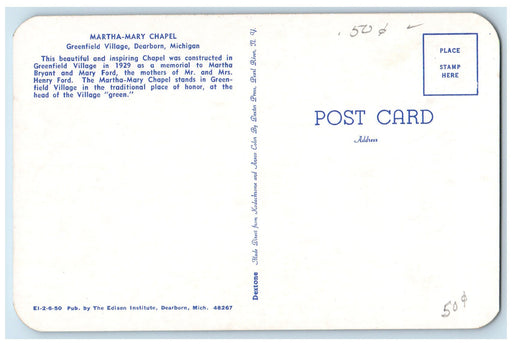 MARTHA-MARY CHAPEL
Greenfield Village, Dearborn, Michigan
This beautiful and inspiring Chapel was constructed in
Greenfield Village in 1929 as a memorial to Martha
Bryant and Mary Ford, the mothers of Mr. and Mrs.
Henry Ford. The Martha-Mary Chapel stands in Green-
field Village in the traditional place of honor, at the
head of the Village "green."
EI-2-6-50 Pub. by The Edison Institute, Dearborn, Mich. 48267
Dextone Made Direct from Kodachrome and Ansco Color By Dexter Press, Pearl River, N. Y.
50¢
PLACE
STAMP
HERE
POST CARD
Address
50¢